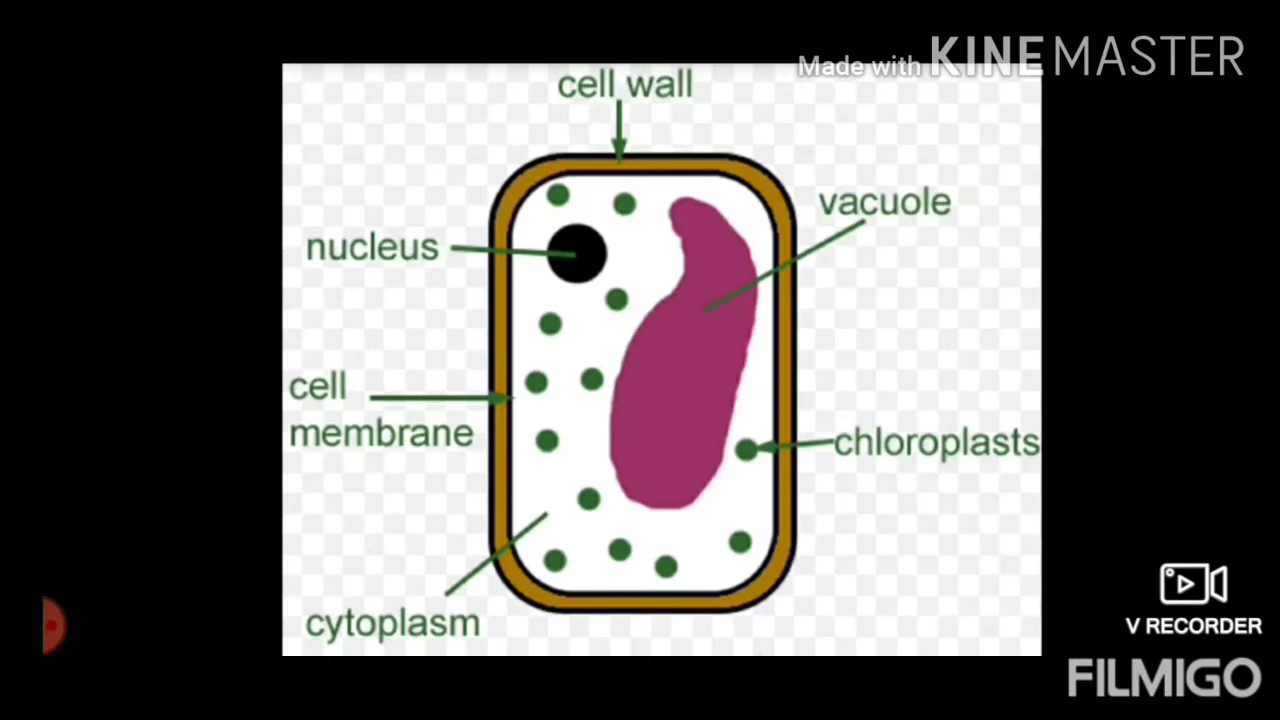 Made with KINEMASTER
cell wall
vacuole
nucleus
cell
membrane
chloroplasts
cytoplasm
V RECORDER
FILMIGO